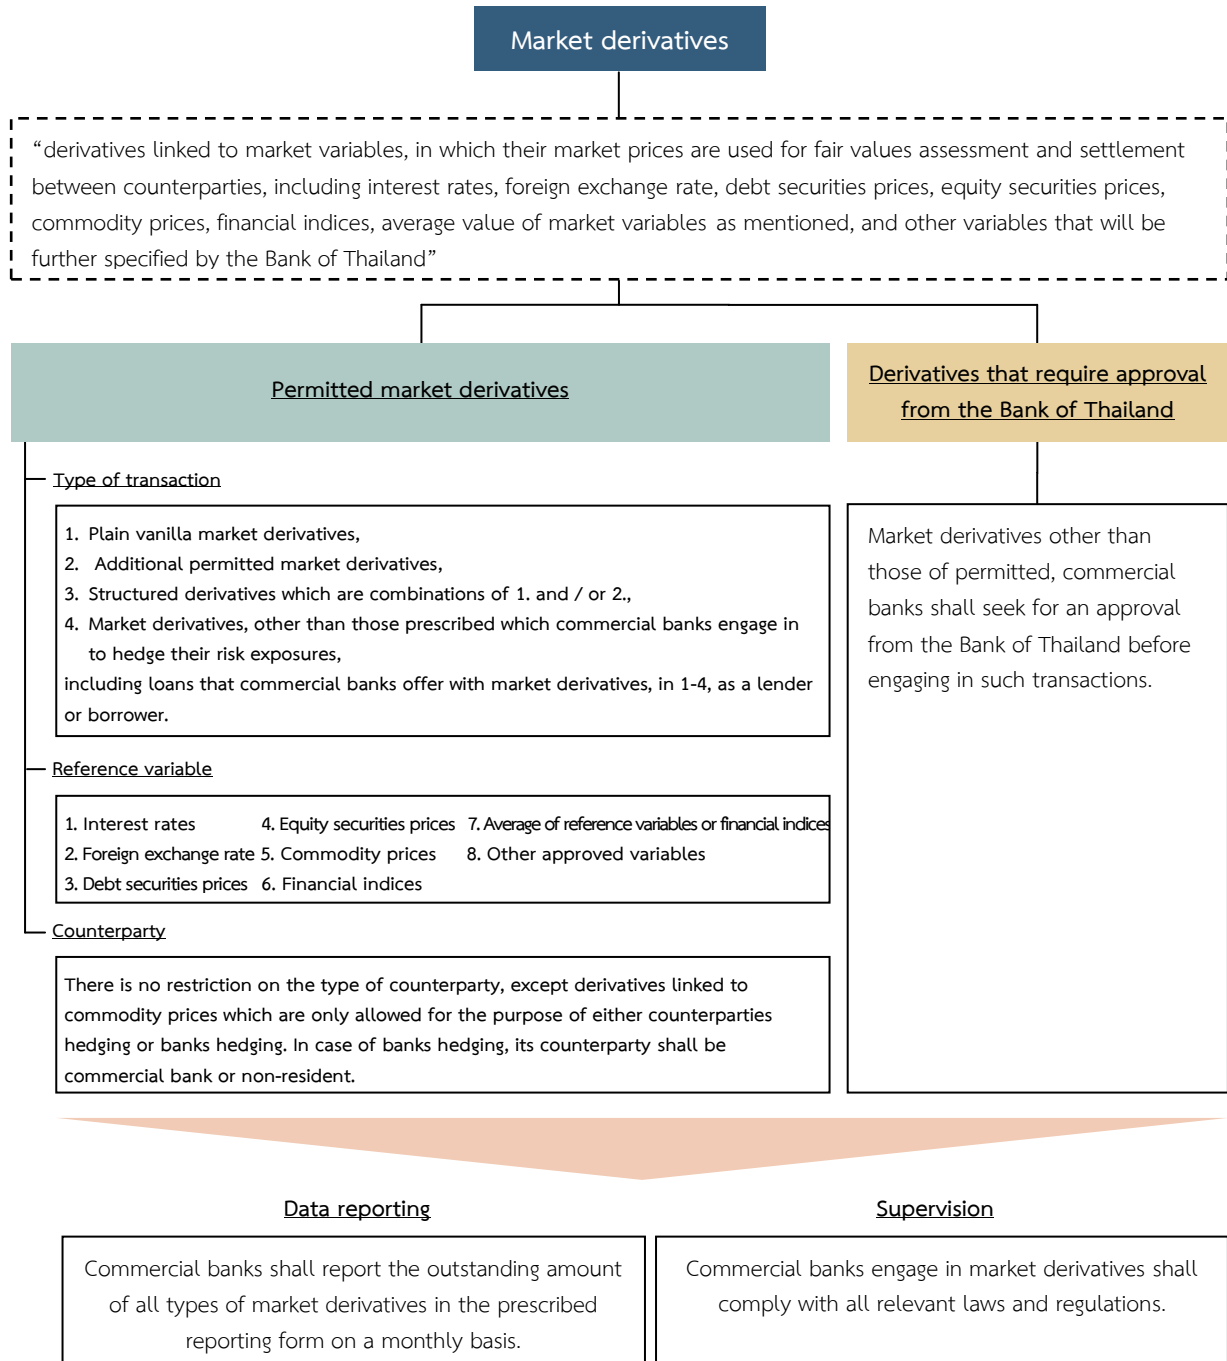 Market derivatives
“derivatives linked to market variables, in which their market prices are used for fair values assessment and settlement
between counterparties, including interest rates, foreign exchange rate, debt securities prices, equity securities prices,
commodity prices, financial indices, average value of market variables as mentioned, and other variables that will be
further specified by the Bank of Thailand”
Permitted market derivatives
Type of transaction
1. Plain vanilla market derivatives,
2. Additional permitted market derivatives,
3. Structured derivatives which are combinations of 1. and / or 2.,
4. Market derivatives, other than those prescribed which commercial banks engage in
to hedge their risk exposures,
including loans that commercial banks offer with market derivatives, in 1-4, as a lender
or borrower.
Reference variable
1. Interest rates 4. Equity securities prices 7. Average of reference variables or financial indices
2. Foreign exchange rate 5. Commodity prices 8. Other approved variables
3. Debt securities prices 6. Financial indices
Counterparty
There is no restriction on the type of counterparty, except derivatives linked to
commodity prices which are only allowed for the purpose of either counterparties
hedging or banks hedging. In case of banks hedging, its counterparty shall be
commercial bank or non-resident.
Derivatives that require approval
from the Bank of Thailand
Market derivatives other than
those of permitted, commercial
banks shall seek for an approval
from the Bank of Thailand before
engaging in such transactions.
Data reporting
Commercial banks shall report the outstanding amount
of all types of market derivatives in the prescribed
reporting form on a monthly basis.
Supervision
Commercial banks engage in market derivatives shall
comply with all relevant laws and regulations.